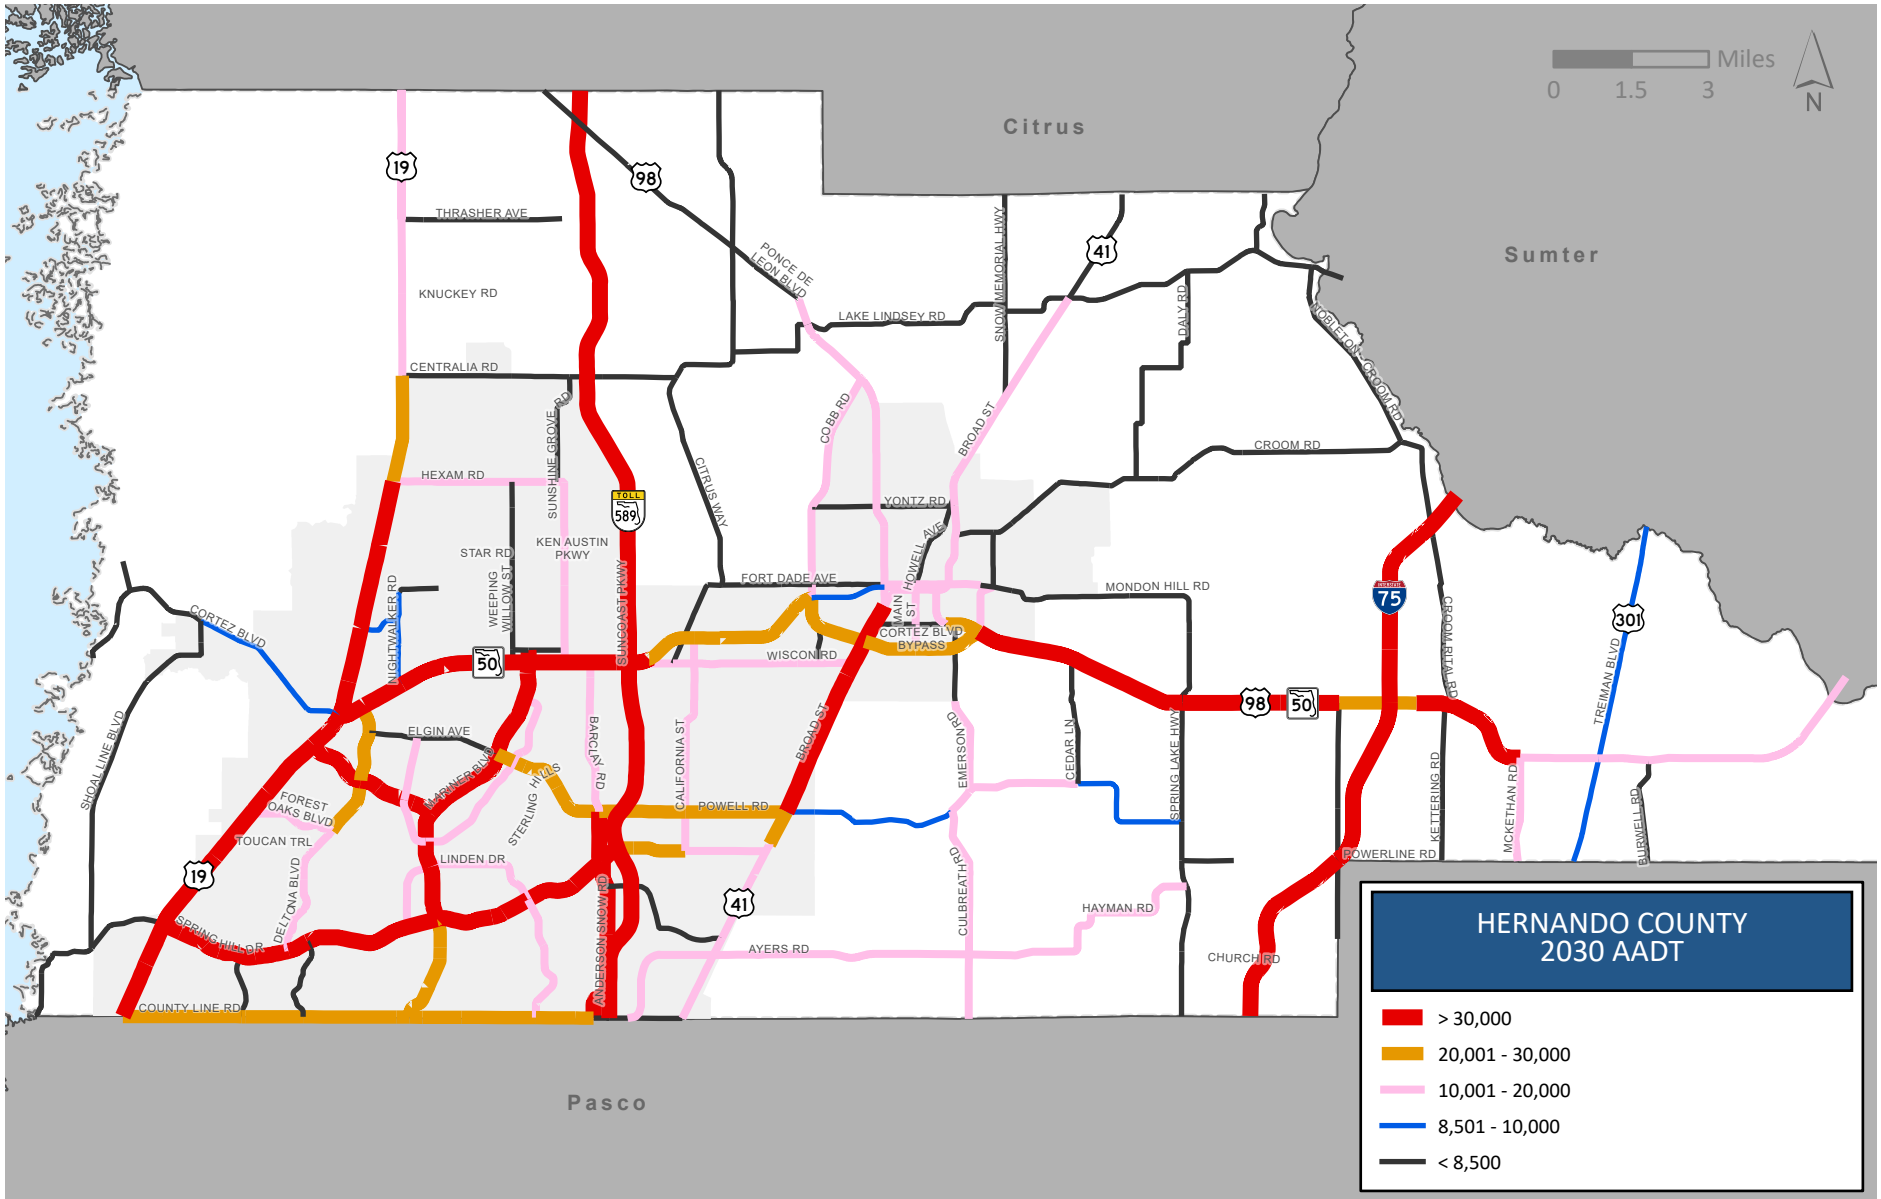 Miles
0 1.5 3
N
Citrus
Sumter
Pasco
19
98
41
THRASHER AVE
KNUCKEY RD
PONCE DE
LEON BLVD
LAKE LINDSEY RD
SNOW MEMORIAL HWY
DALY RD
NOBLETON CROOM RD
CENTRALIA RD
SUNSHINE GROVE RD
COBB RD
BROAD ST
CROOM RD
HEXAM RD
CITRUS WAY
YONTZ RD
TOLL
589
KEN AUSTIN
PKWY
STAR RD
WEEPING
WILLOW ST
NIGHTWALKER RD
SUNCOAST PKWY
FORT DADE AVE
HOWELL AVE
MAIN
ST
MONDON HILL RD
INTERSTATE
75
CROOM RITAL RD
301
TREIMAN BLVD
CORTEZ BLVD
50
WISCON RD
CORTEZ BLVD
BYPASS
98
50
SHOAL LINE BLVD
ELGIN AVE
MARINER BLVD
BARCLAY RD
CALIFORNIA ST
BROAD ST
EMERSON RD
CEDAR LN
SPRING LAKE HWY
KETTERING RD
MCKETHAN RD
BURWELL RD
FOREST
OAKS BLVD
TOUCAN TRL
STERLING HILLS
POWELL RD
LINDEN DR
POWERLINE RD
19
DELTONA BLVD
SPRING HILL DR
ANDERSON SNOW RD
41
CULBREATH RD
HAYMAN RD
AYERS RD
CHURCH RD
COUNTY LINE RD
HERNANDO COUNTY
2030 AADT
> 30,000
20,001 - 30,000
10,001 - 20,000
8,501 - 10,000
< 8,500